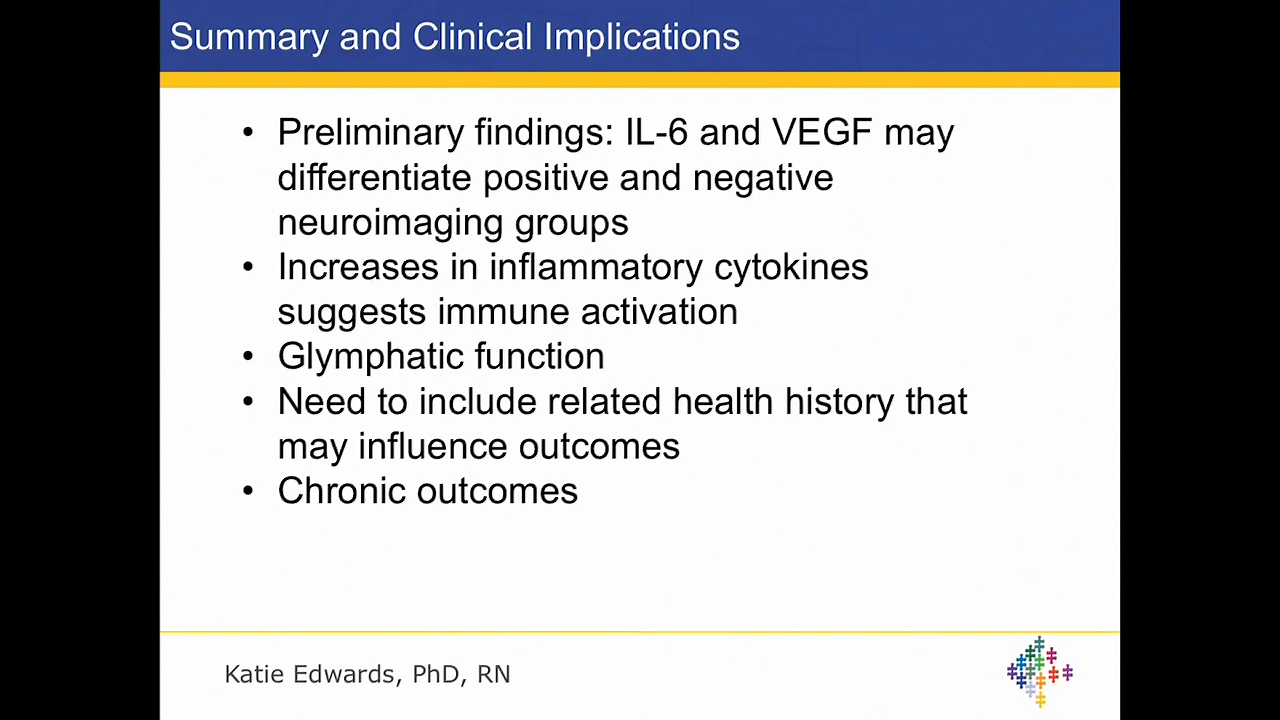 Summary and Clinical Implications
• Preliminary findings: IL-6 and VEGF may
differentiate positive and negative
neuroimaging groups
• Increases in inflammatory cytokines
suggests immune activation
• Glymphatic function
• Need to include related health history that
may influence outcomes
• Chronic outcomes
Katie Edwards, PhD, RN